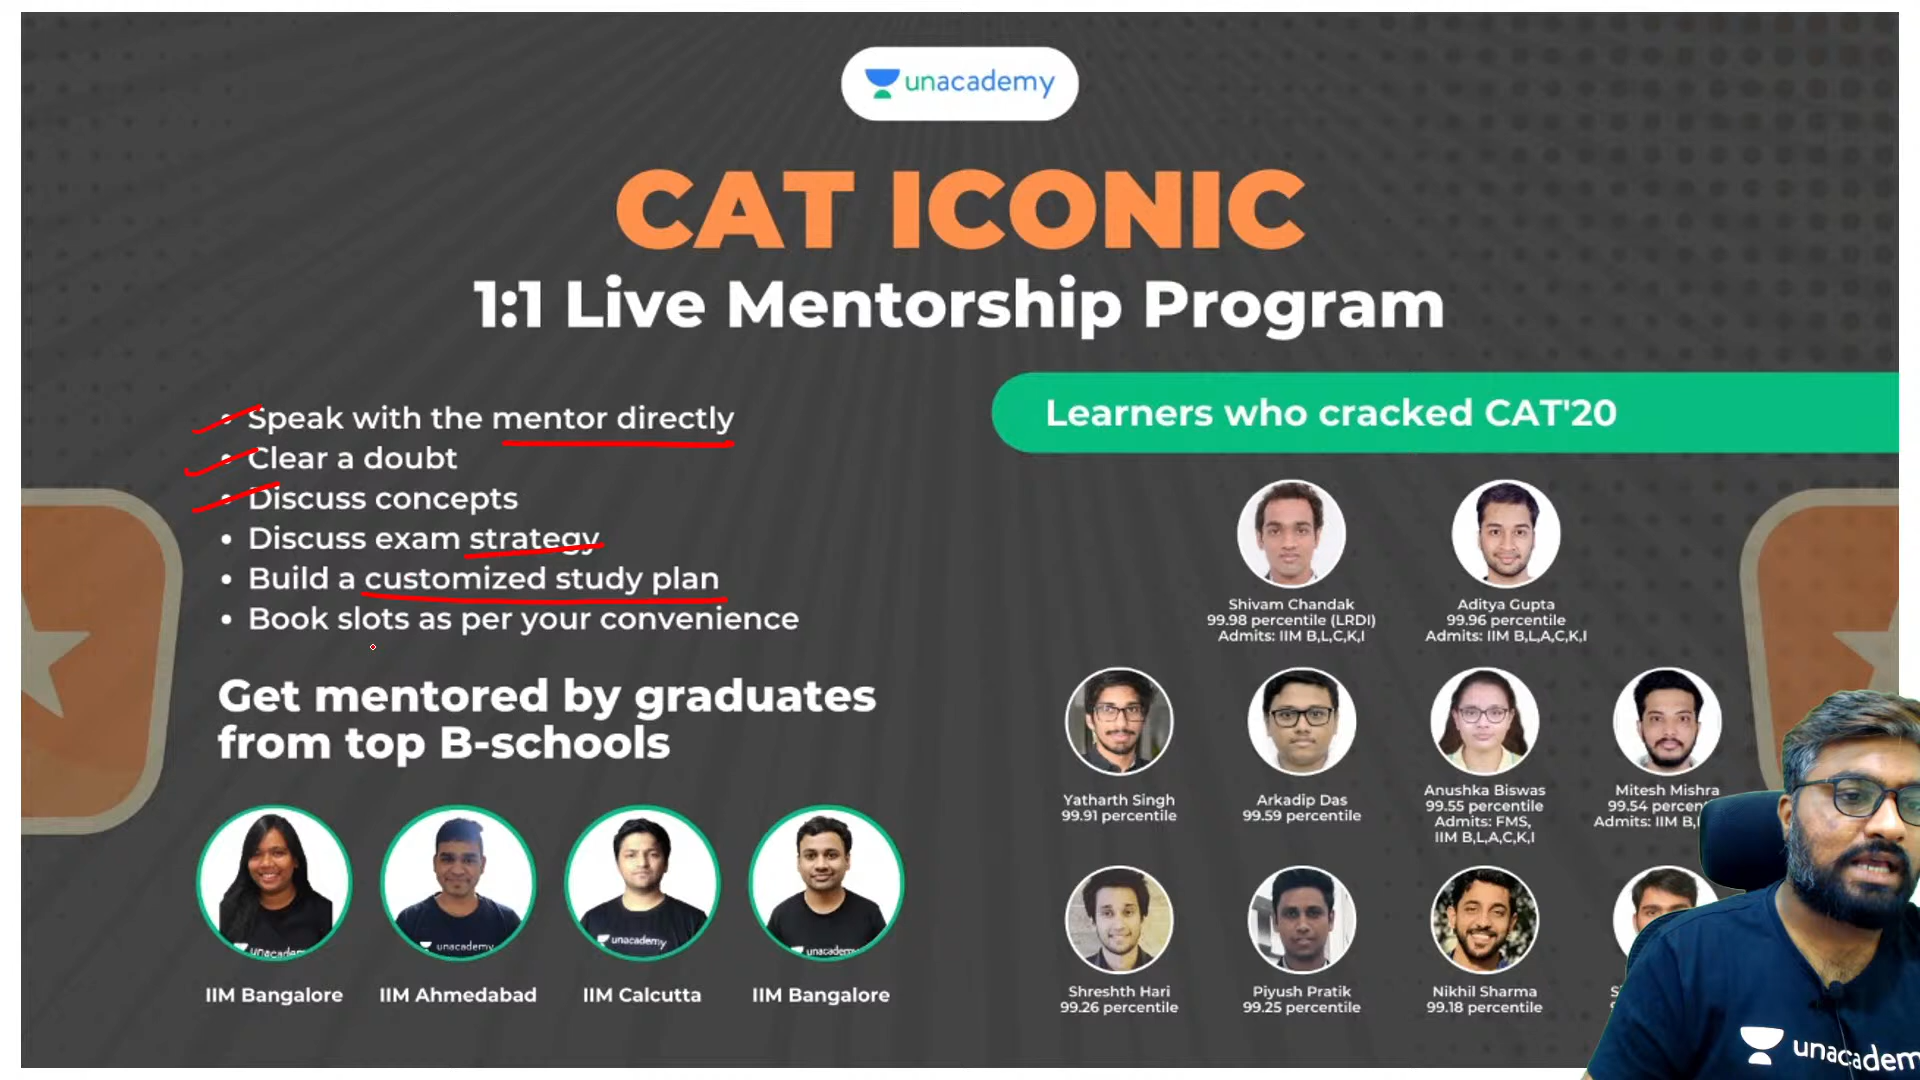 unacademy
CAT ICONIC
1:1 Live Mentorship Program
• Speak with the mentor directly
• Clear a doubt
• Discuss concepts
• Discuss exam strategy
• Build a customized study plan
• Book slots as per your convenience
Get mentored by graduates
from top B-schools
unacademy
unacademy
unacademy
IIM Bangalore
IIM Ahmedabad
IIM Calcutta
IIM Bangalore
Learners who cracked CAT'20
Shivam Chandak
99.98 percentile (LRDI)
Admits: IIM B,L,C,K,I
Aditya Gupta
99.96 percentile
Admits: IIM B,L,A,C,K,I
Yatharth Singh
99.91 percentile
Arkadip Das
99.59 percentile
Anushka Biswas
99.55 percentile
Admits: FMS,
IIM B,L,A,C,K,I
Mitesh Mishra
99.54
Admits: IIM B,
Shreshth Hari
99.26 percentile
Piyush Pratik
99.25 percentile
Nikhil Sharma
99.18 percentile
unacadem